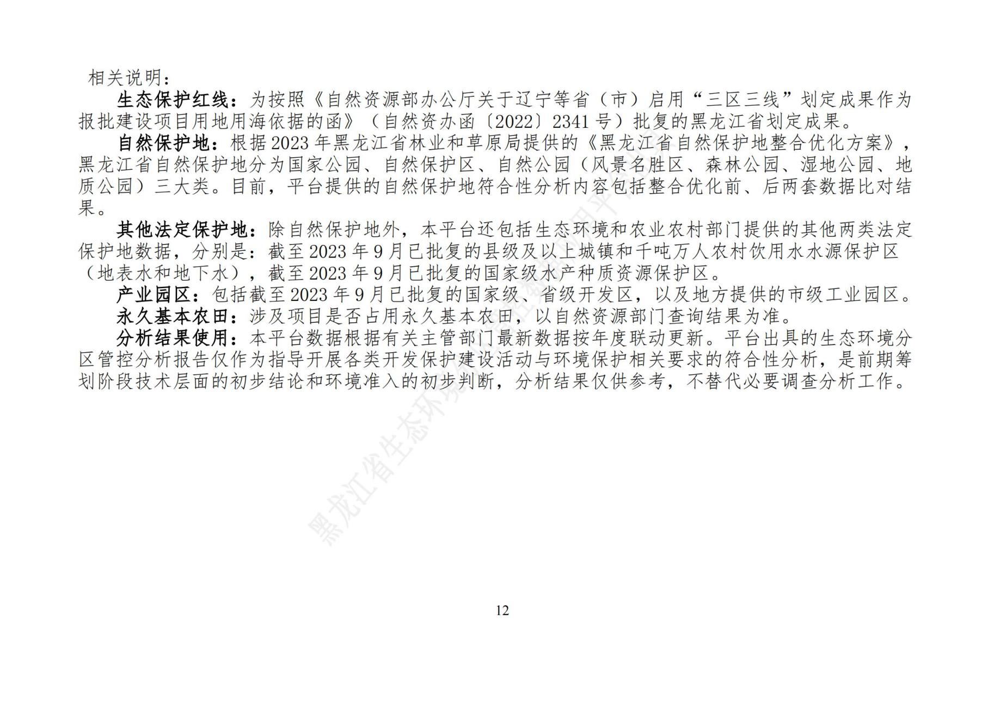 相关说明：
生态保护红线：为按照《自然资源部办公厅关于辽宁等省（市）启用“三区三线”划定成果作为
报批建设项目用地用海依据的函》（自然资办函〔2022〕2341 号）批复的黑龙江省划定成果。
自然保护地：根据 2023 年黑龙江省林业和草原局提供的《黑龙江省自然保护地整合优化方案》，
黑龙江省自然保护地分为国家公园、自然保护区、自然公园（风景名胜区、森林公园、湿地公园、地
质公园）三大类。目前，平台提供的自然保护地符合性分析内容包括整合优化前、后两套数据比对结
果。
其他法定保护地：除自然保护地外，本平台还包括生态环境和农业农村部门提供的其他两类法定
保护地数据，分别是：截至 2023 年 9 月已批复的县级及以上城镇和千吨万人农村饮用水水源保护区
（地表水和地下水），截至 2023 年 9 月已批复的国家级水产种质资源保护区。
产业园区：包括截至 2023 年 9 月已批复的国家级、省级开发区，以及地方提供的市级工业园区。
永久基本农田：涉及项目是否占用永久基本农田，以自然资源部门查询结果为准。
分析结果使用：本平台数据根据有关主管部门最新数据按年度联动更新。平台出具的生态环境分
区管控分析报告仅作为指导开展各类开发保护建设活动与环境保护相关要求的符合性分析，是前期筹
划阶段技术层面的初步结论和环境准入的初步判断，分析结果仅供参考，不替代必要调查分析工作。
黑龙江省生态环境分区管控数据应用平台出具
12